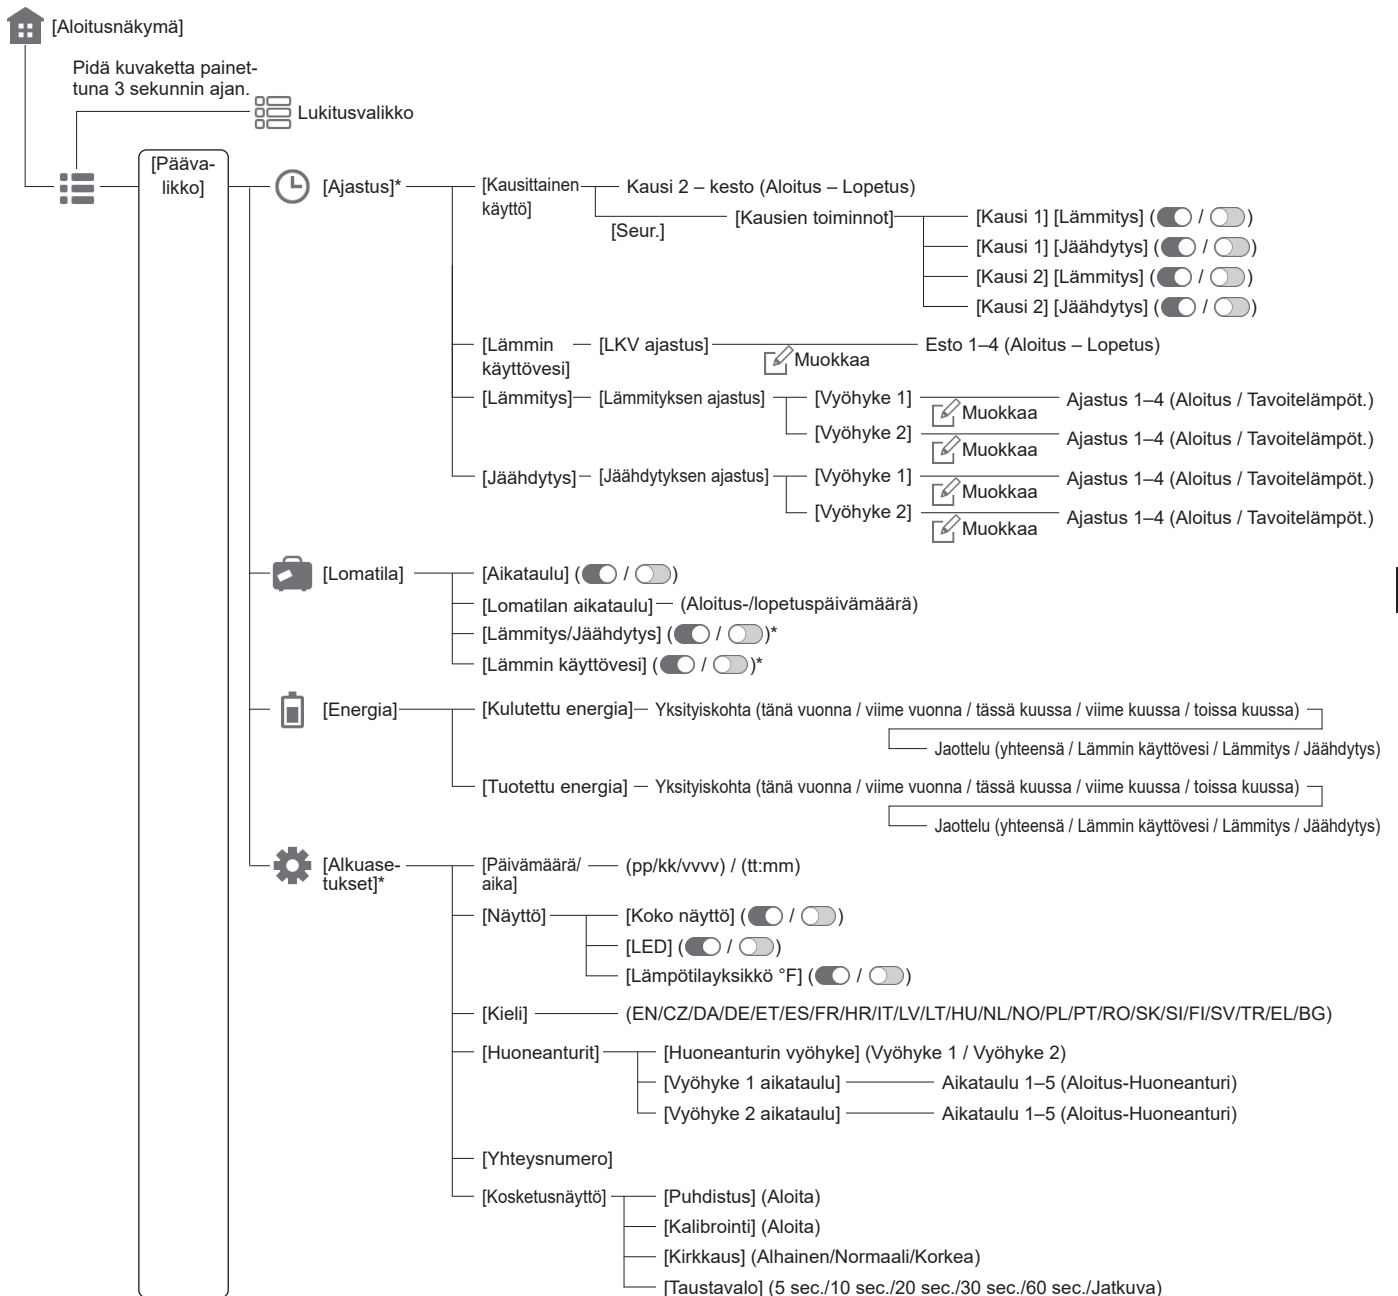 [Aloitusnäkymä]
Pidä kuvaketta painet-
tuna 3 sekunnin ajan.
Lukitusvalikko
[Pääva-
likko]
[Ajastus]*
[Kausittainen
käyttö]
Kausi 2 – kesto (Aloitus – Lopetus)
[Seur.]
[Kausien toiminnot]
[Kausi 1] [Lämmitys] ( / )
[Kausi 1] [Jäähdytys] ( / )
[Kausi 2] [Lämmitys] ( / )
[Kausi 2] [Jäähdytys] ( / )
[Lämmin
käyttövesi]
[LKV ajastus]
Muokkaa
Esto 1–4 (Aloitus – Lopetus)
[Lämmitys]
[Lämmityksen ajastus]
[Vyöhyke 1]
Muokkaa
Ajastus 1–4 (Aloitus / Tavoitelämpöt.)
[Vyöhyke 2]
Muokkaa
Ajastus 1–4 (Aloitus / Tavoitelämpöt.)
[Jäähdytys]
[Jäähdytyksen ajastus]
[Vyöhyke 1]
Muokkaa
Ajastus 1–4 (Aloitus / Tavoitelämpöt.)
[Vyöhyke 2]
Muokkaa
Ajastus 1–4 (Aloitus / Tavoitelämpöt.)
[Lomatila]
[Aikataulu] ( / )
[Lomatilan aikataulu]
(Aloitus-/lopetuspäivämäärä)
[Lämmitys/Jäähdytys] ( / )*
[Lämmin käyttövesi] ( / )*
[Energia]
[Kulutettu energia]
Yksityiskohta (tänä vuonna / viime vuonna / tässä kuussa / viime kuussa / toissa kuussa)
Jaottelu (yhteensä / Lämmin käyttövesi / Lämmitys / Jäähdytys)
[Tuotettu energia]
Yksityiskohta (tänä vuonna / viime vuonna / tässä kuussa / viime kuussa / toissa kuussa)
Jaottelu (yhteensä / Lämmin käyttövesi / Lämmitys / Jäähdytys)
[Alkuase-
tukset]*
[Päivämäärä/
aika]
(pp/kk/vvvv) / (tt:mm)
[Näyttö]
[Koko näyttö] ( / )
[LED] ( / )
[Lämpötilayksikkö °F] ( / )
[Kieli]
(EN/CZ/DA/DE/ET/ES/FR/HR/IT/LV/LT/HU/NL/NO/PL/PT/RO/SK/SI/FI/SV/TR/EL/BG)
[Huoneanturit]
[Huoneanturin vyöhyke] (Vyöhyke 1 / Vyöhyke 2)
[Vyöhyke 1 aikataulu]
Aikataulu 1–5 (Aloitus-Huoneanturi)
[Vyöhyke 2 aikataulu]
Aikataulu 1–5 (Aloitus-Huoneanturi)
[Yhteysnumero]
[Kosketusnäyttö]
[Puhdistus] (Aloita)
[Kalibrointi] (Aloita)
[Kirkkaus] (Alhainen/Normaali/Korkea)
[Taustavalo] (5 sec./10 sec./20 sec./30 sec./60 sec./Jatkuva)